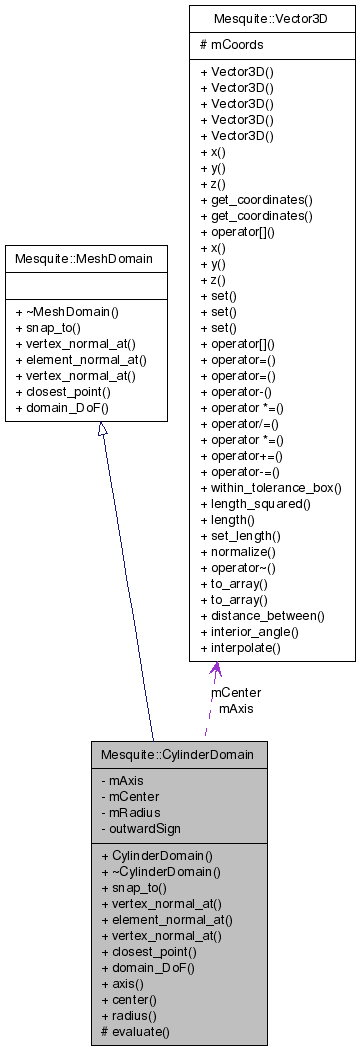 Mesquite::Vector3D
# mCoords
+ Vector3D()
+ Vector3D()
+ Vector3D()
+ Vector3D()
+ Vector3D()
+ x()
+ y()
+ z()
+ get_coordinates()
+ get_coordinates()
+ operator[]()
+ x()
+ y()
+ z()
+ set()
+ set()
+ set()
+ operator[]()
+ operator=()
+ operator=()
+ operator-()
+ operator *=()
+ operator/=()
+ operator *=()
+ operator+=()
+ operator-=()
+ within_tolerance_box()
+ length_squared()
+ length()
+ set_length()
+ normalize()
+ operator~()
+ to_array()
+ to_array()
+ distance_between()
+ interior_angle()
+ interpolate()
Mesquite::MeshDomain
+ ~MeshDomain()
+ snap_to()
+ vertex_normal_at()
+ element_normal_at()
+ vertex_normal_at()
+ closest_point()
+ domain_DoF()
mCenter
mAxis
Mesquite::CylinderDomain
- mAxis
- mCenter
- mRadius
- outwardSign
+ CylinderDomain()
+ ~CylinderDomain()
+ snap_to()
+ vertex_normal_at()
+ element_normal_at()
+ vertex_normal_at()
+ closest_point()
+ domain_DoF()
+ axis()
+ center()
+ radius()
# evaluate()